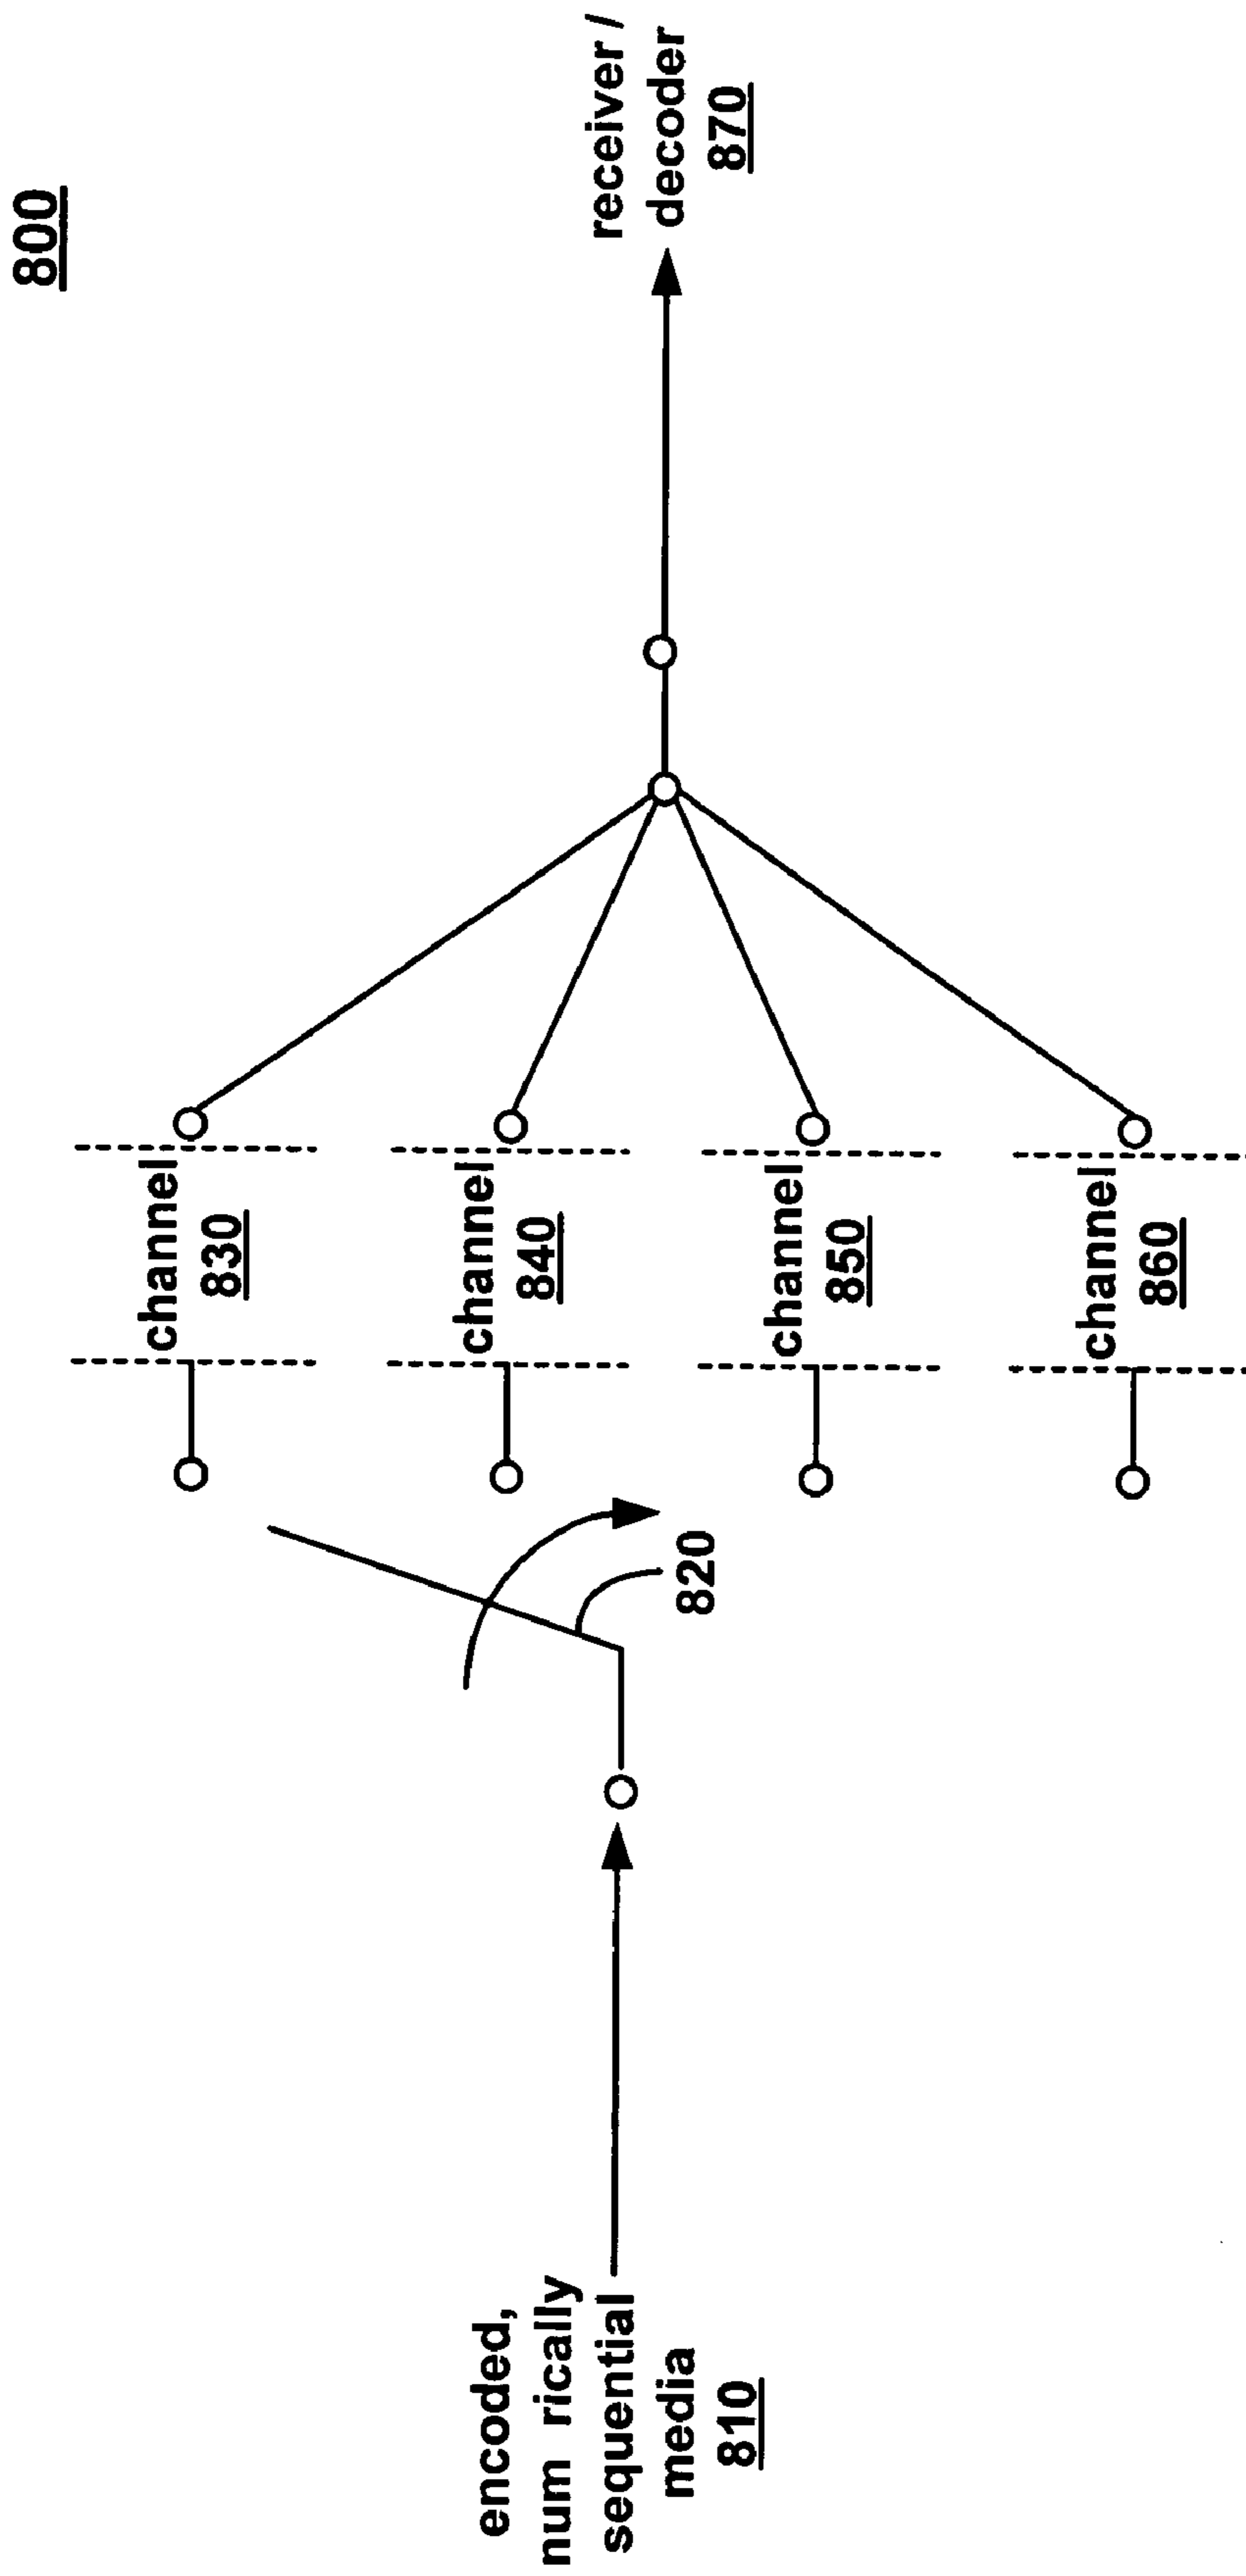 800
encoded,
num rically
sequential
media
810
820
channel
830
channel
840
channel
850
channel
860
receiver /
decoder
870